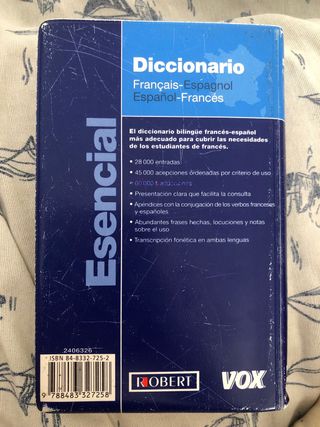 Diccionario
Français-Espagnol
Español-Francés
Esencial
El diccionario bilingüe francés-español
más adecuado para cubrir las necesidades
de los estudiantes de francés.
• 28 000 entradas
• 45 000 acepciones ordenadas por criterio de uso
• 60 000 traducciones
• Presentación clara que facilita la consulta
• Apéndices con la conjugación de los verbos franceses
y españoles
• Abundantes frases hechas, locuciones y notas
sobre el uso
• Transcripción fonética en ambas lenguas
2406326
ISBN 84-8332-725-2
9 788483 327258
ROBERT
VOX